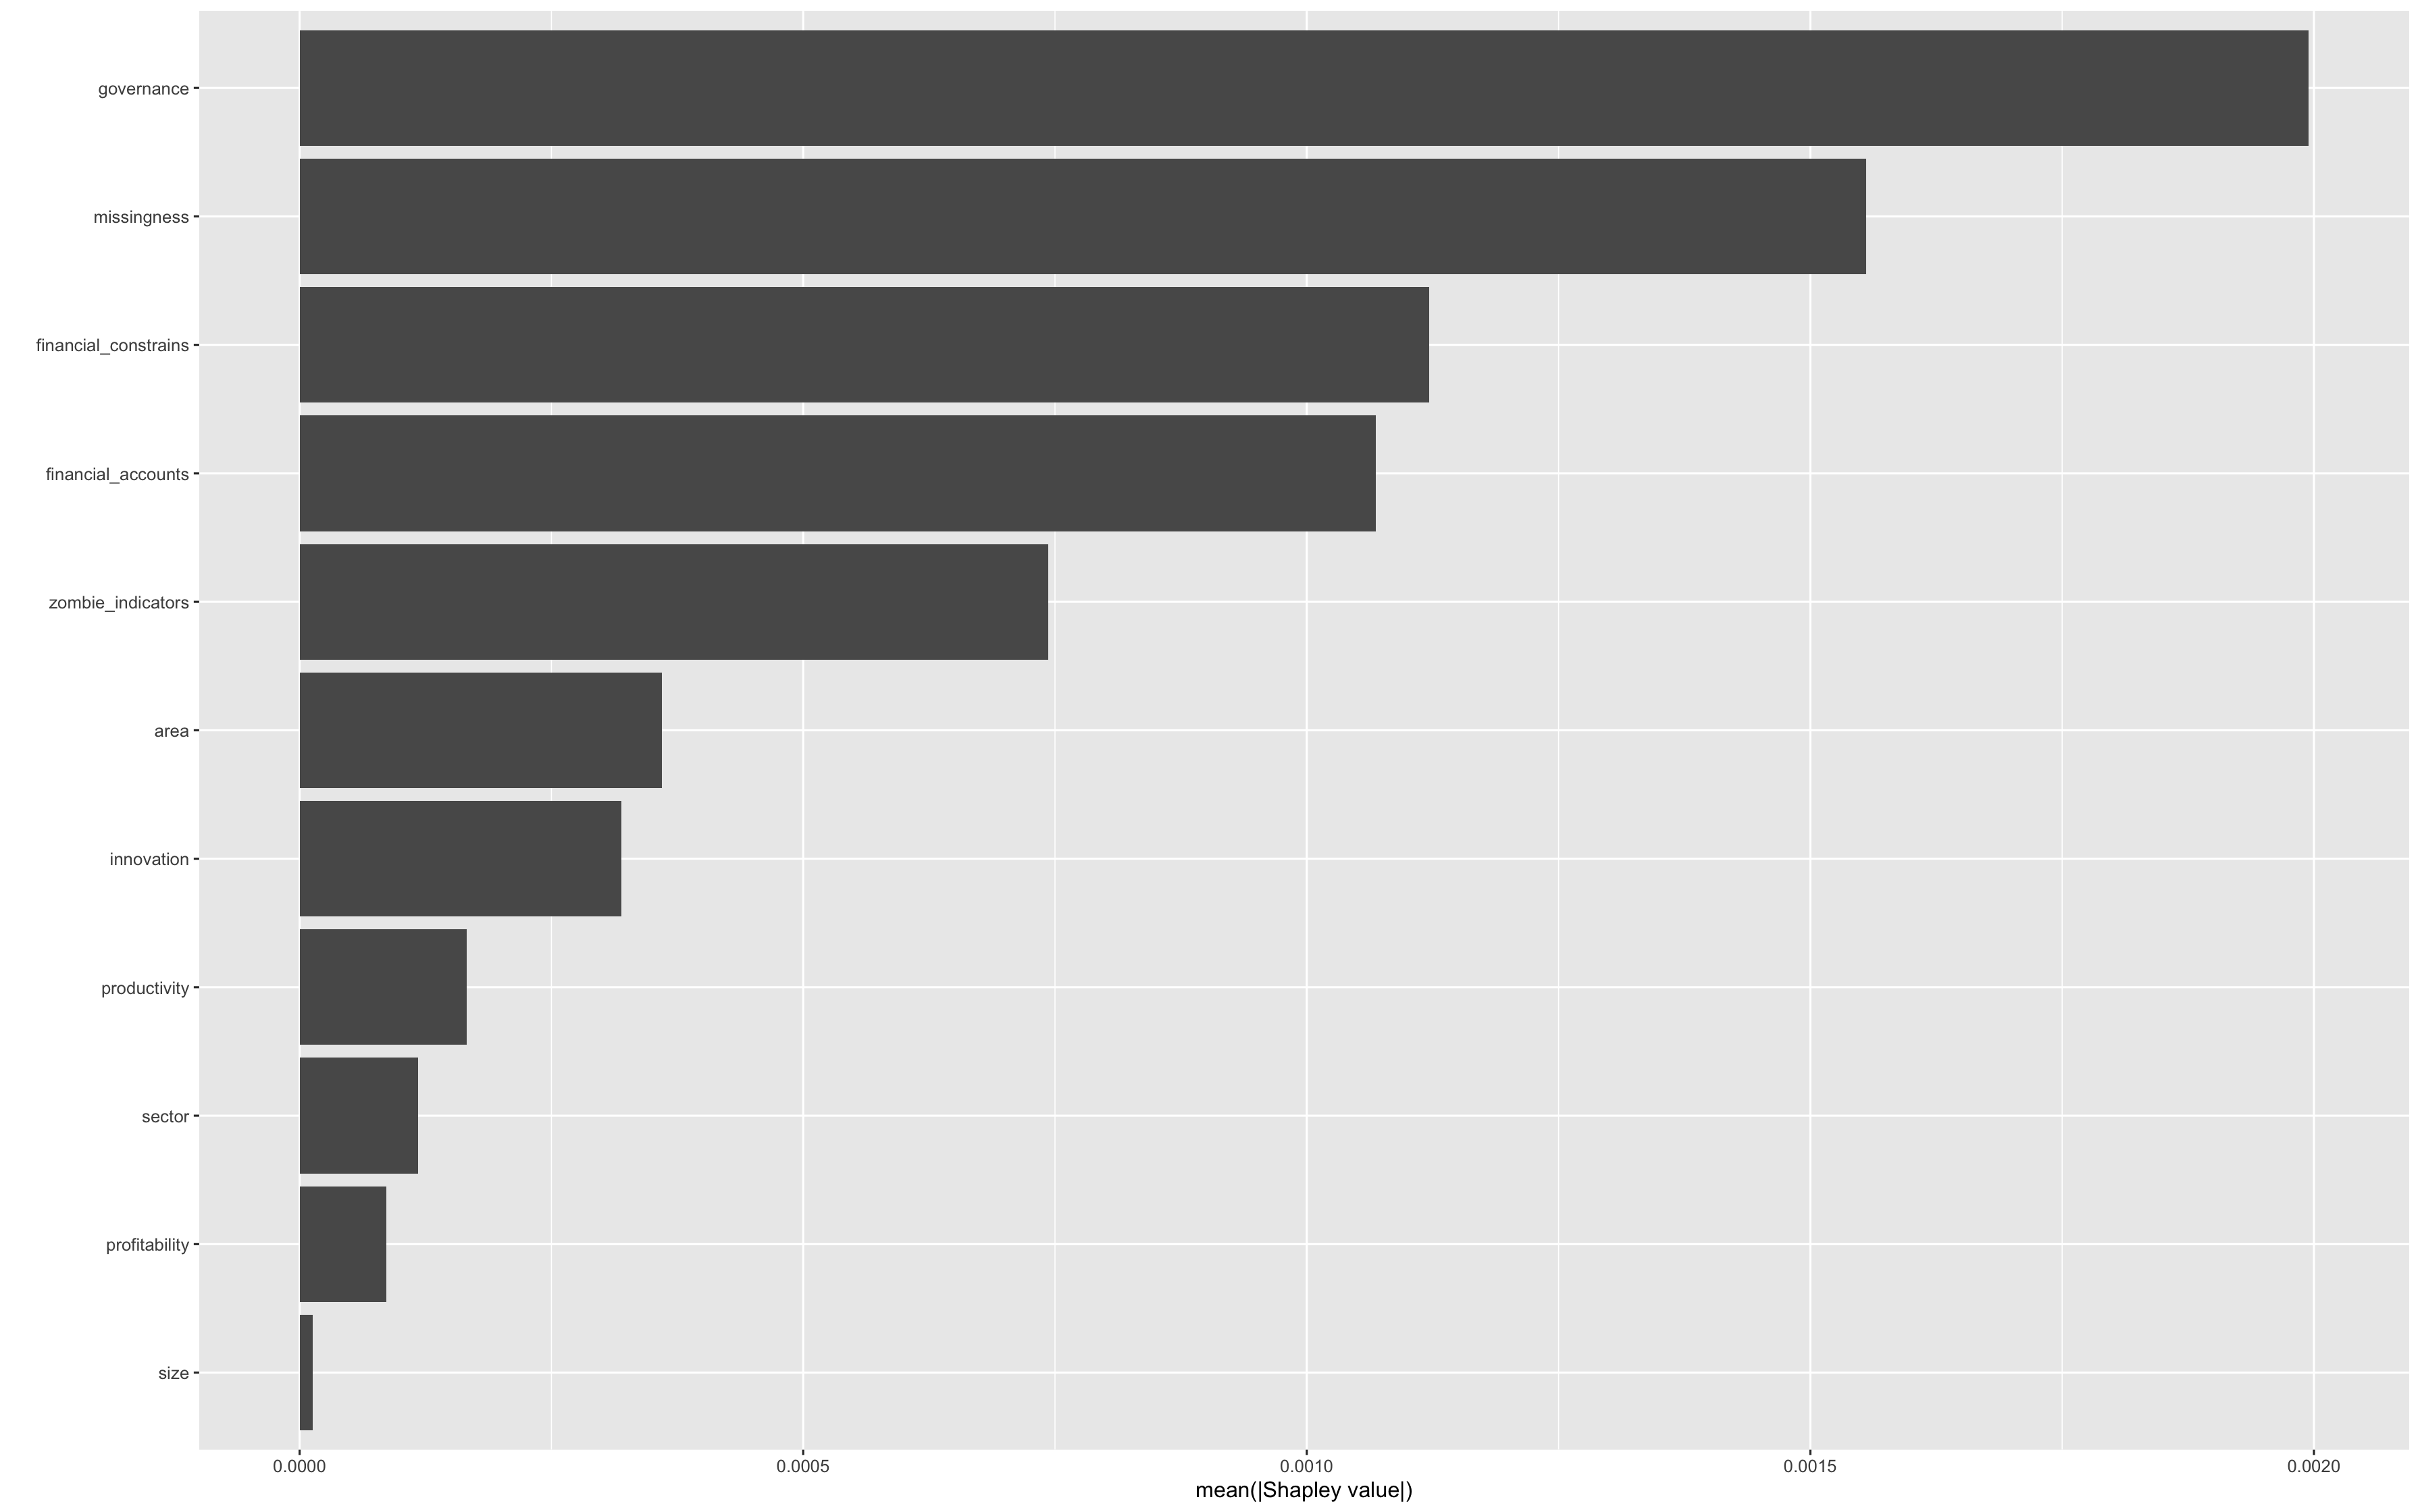 governance
missingness
financial_constrains
financial_accounts
zombie_indicators
area
innovation
productivity
sector
profitability
size
0.0000 0.0005 0.0010 0.0015 0.0020
mean(|Shapley value|)